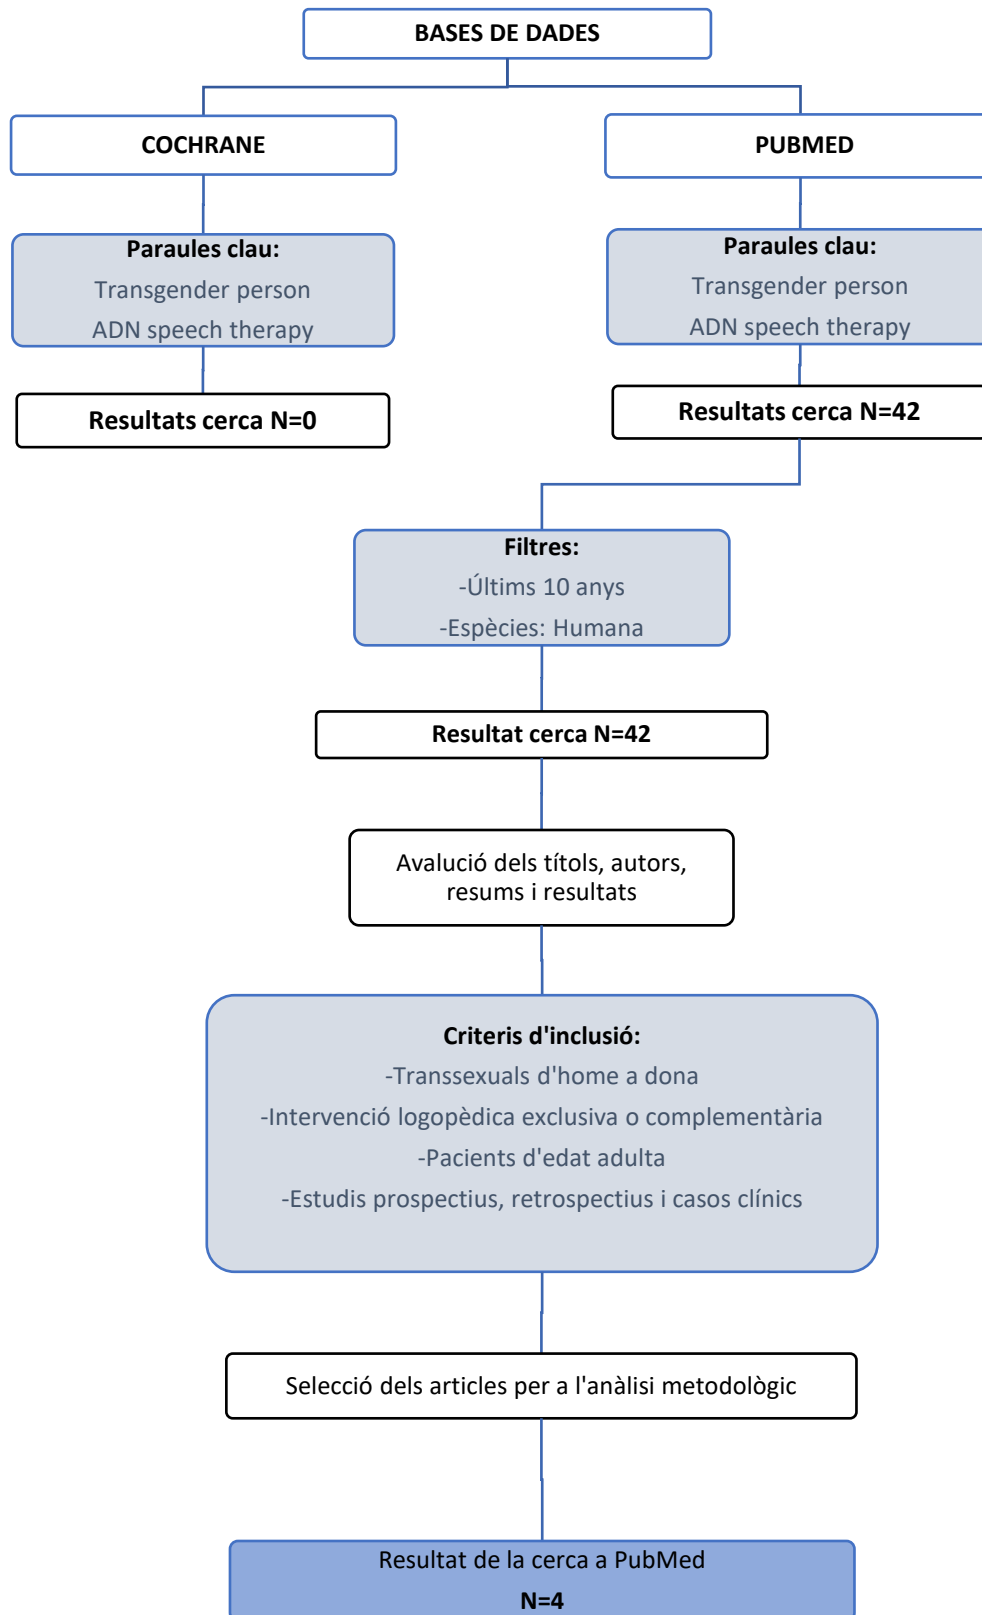 BASES DE DADES
COCHRANE
PUBMED
Paraules clau:
Transgender person
ADN speech therapy
Paraules clau:
Transgender person
ADN speech therapy
Resultats cerca N=0
Resultats cerca N=42
Filtres:
-Últims 10 anys
-Espècies: Humana
Resultat cerca N=42
Avalució dels títols, autors,
resums i resultats
Criteris d'inclusió:
-Transsexuals d'home a dona
-Intervenció logopèdica exclusiva o complementària
-Pacients d'edat adulta
-Estudis prospectius, retrospectius i casos clínics
Selecció dels articles per a l'anàlisi metodològic
Resultat de la cerca a PubMed
N=4